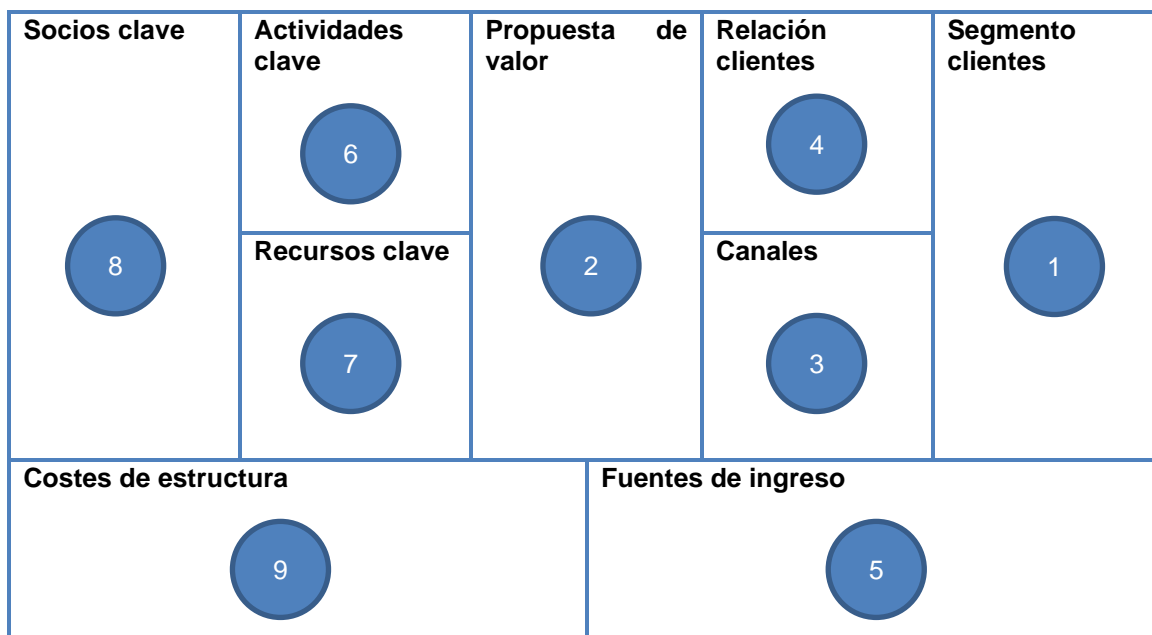 Socios clave
8
Actividades
clave
6
Recursos clave
7
Propuesta de
valor
2
Relación
clientes
4
Canales
3
Segmento
clientes
1
Costes de estructura
9
Fuentes de ingreso
5